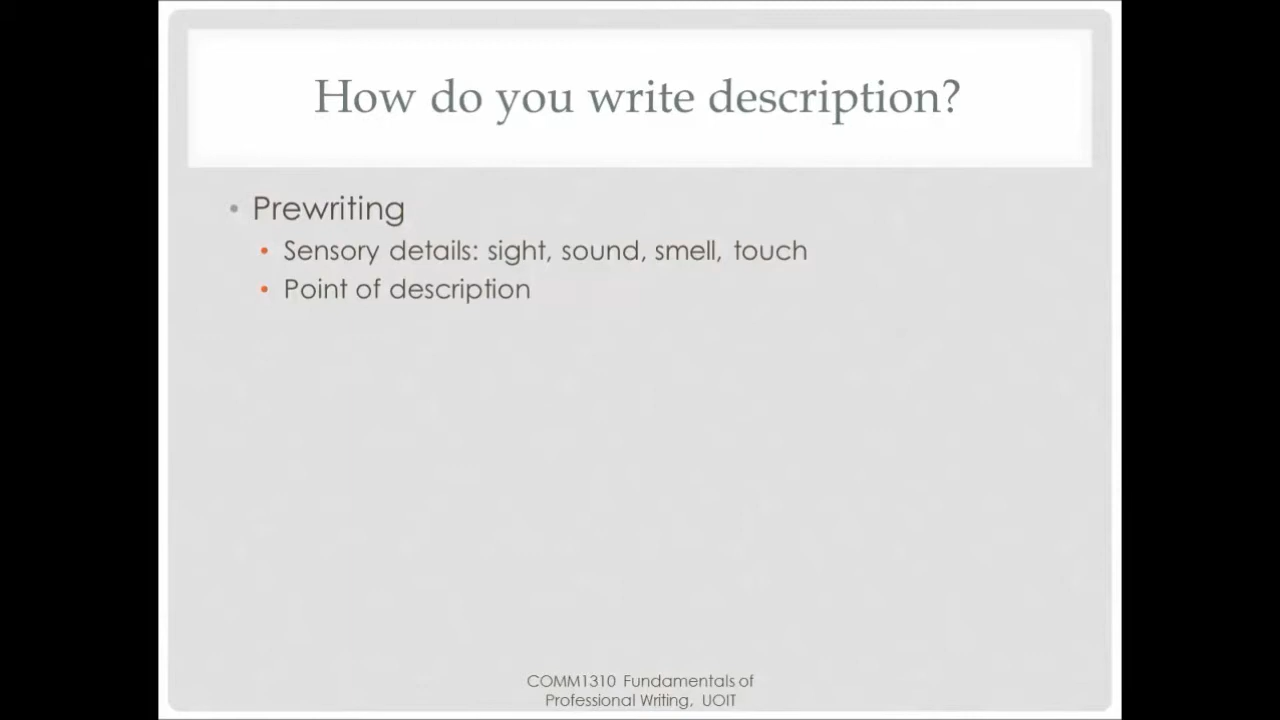 How do you write description?
• Prewriting
• Sensory details: sight, sound, smell, touch
• Point of description
COMM1310 Fundamentals of
Professional Writing, UOIT